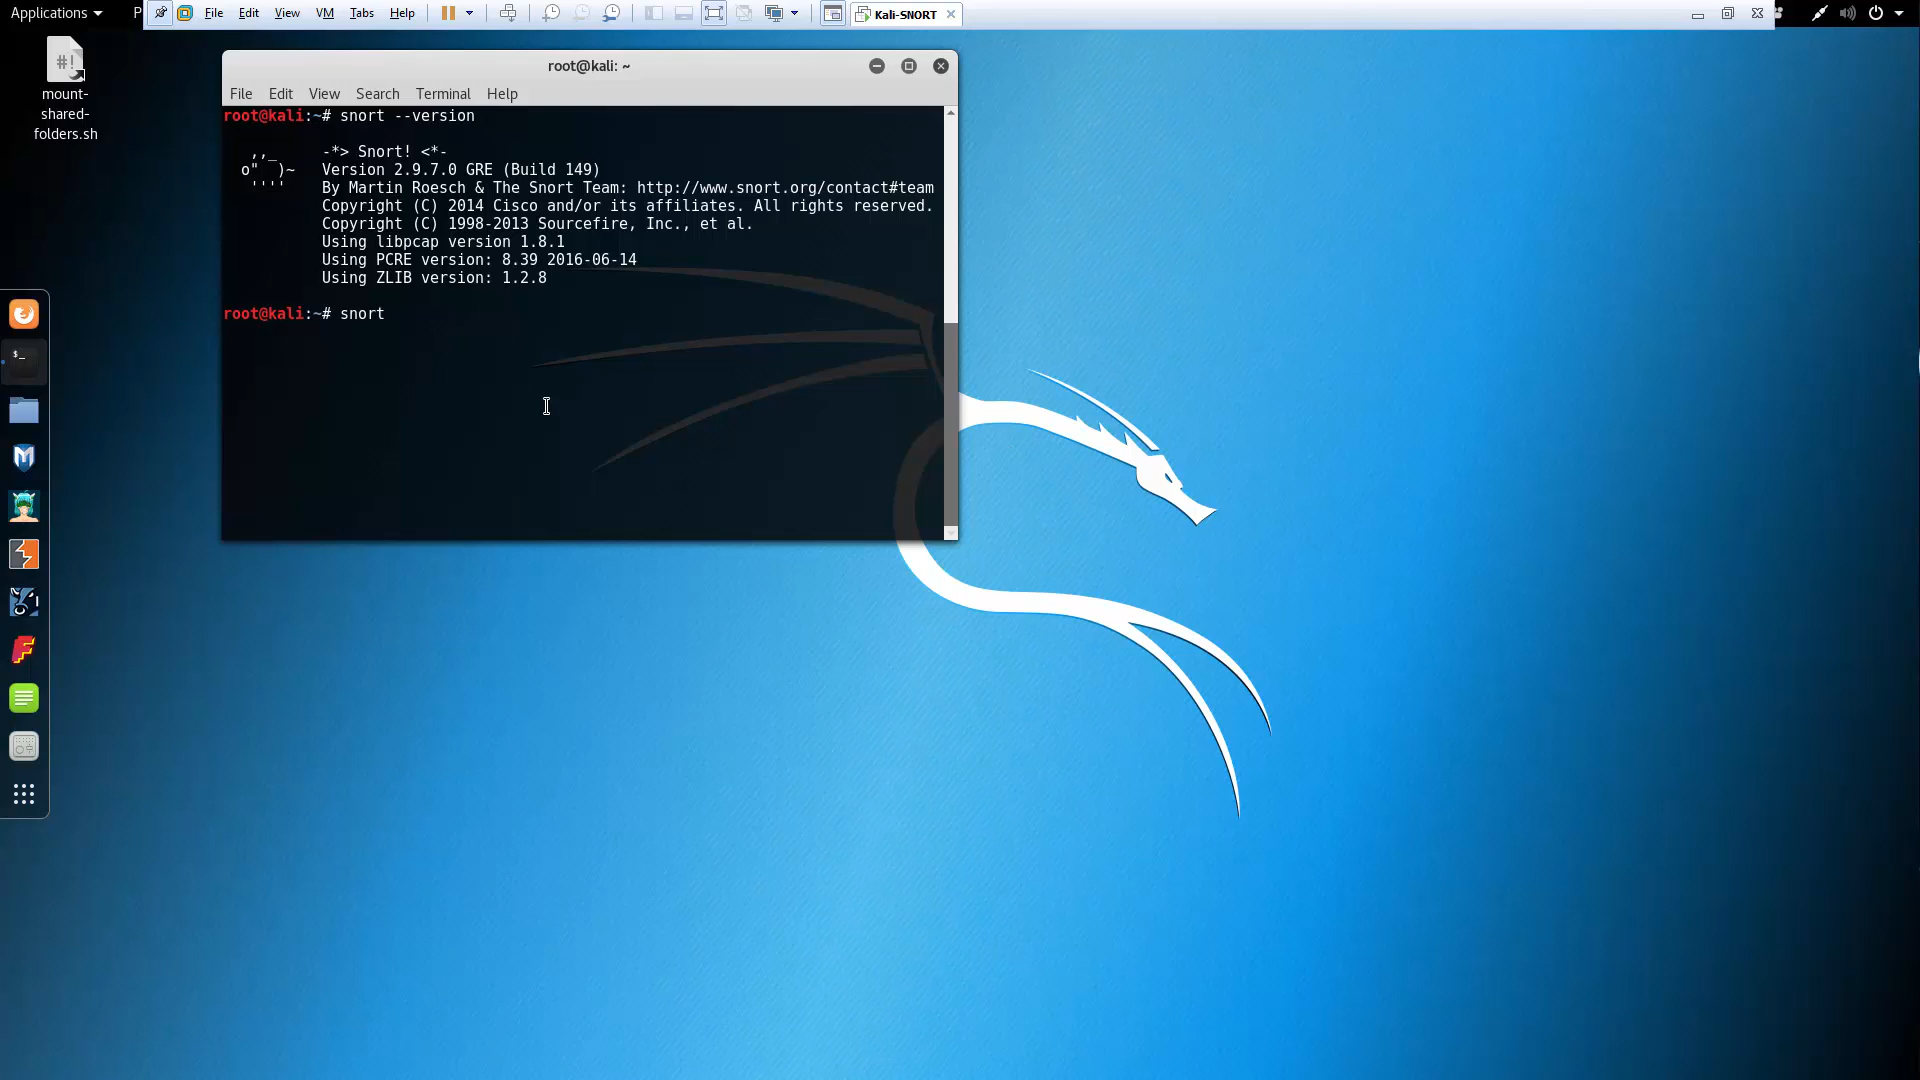 Applications
P
File Edit View VM Tabs Help
Kali-SNORT
#!
mount-
shared-
folders.sh
root@kali: ~
File Edit View Search Terminal Help
root@kali:~# snort --version
,,_ -*> Snort! <*-
o" )~ Version 2.9.7.0 GRE (Build 149)
'''' By Martin Roesch & The Snort Team: http://www.snort.org/contact#team
Copyright (C) 2014 Cisco and/or its affiliates. All rights reserved.
Copyright (C) 1998-2013 Sourcefire, Inc., et al.
Using libpcap version 1.8.1
Using PCRE version: 8.39 2016-06-14
Using ZLIB version: 1.2.8
root@kali:~# snort
$_